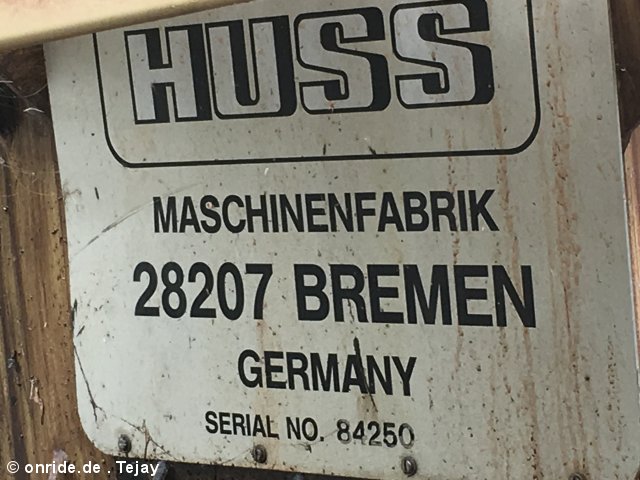 HUSS
MASCHINENFABRIK
28207 BREMEN
GERMANY
SERIAL NO. 84250
© onride.de . Tejay